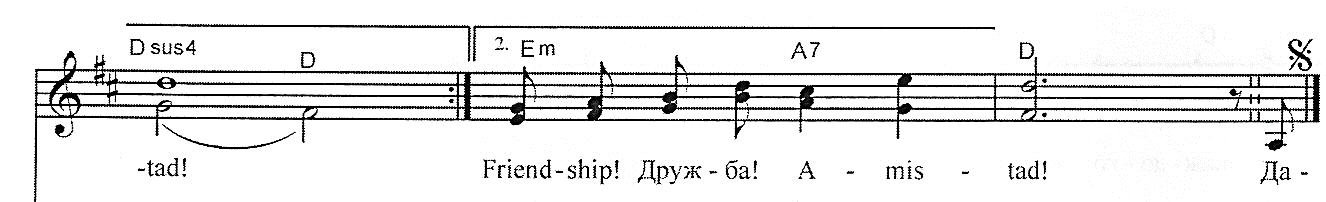 D sus4 D 2. Em A7 D
-tad! Friend-ship! Друж - ба! A - mis - tad! Да -